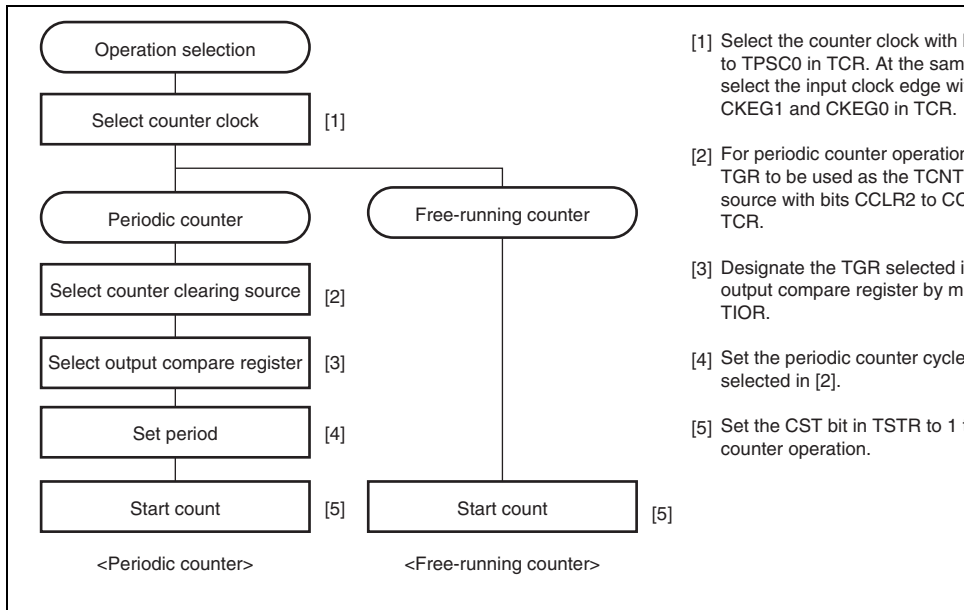 Operation selection
Select counter clock
[1]
Periodic counter
Free-running counter
Select counter clearing source
[2]
Select output compare register
[3]
Set period
[4]
Start count
[5]
Start count
[5]
<Periodic counter>
<Free-running counter>
[1] Select the counter clock with
to TPSC0 in TCR. At the
select the input clock edge
CKEG1 and CKEG0 in TCR.
[2] For periodic counter
TGR to be used as the TCNT
source with bits CCLR2 to
TCR.
[3] Designate the TGR selected
output compare register by
TIOR.
[4] Set the periodic counter cycle
selected in [2].
[5] Set the CST bit in TSTR to 1
counter operation.